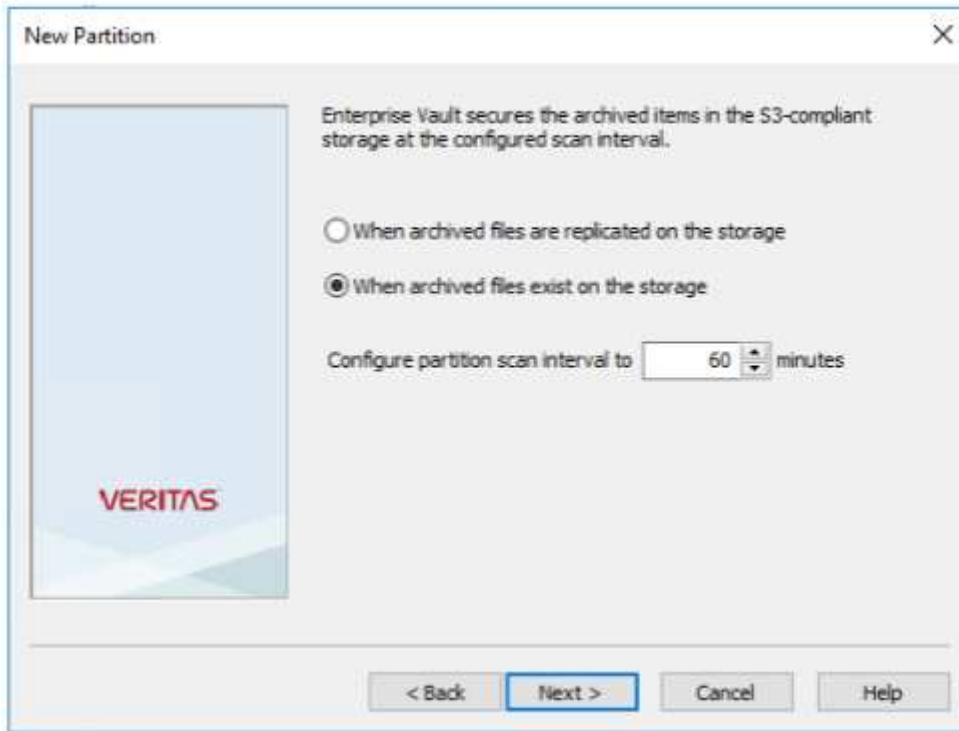 New Partition
Enterprise Vault secures the archived items in the S3-compliant
storage at the configured scan interval.
When archived files are replicated on the storage
When archived files exist on the storage
Configure partition scan interval to 60 minutes
VERITAS
< Back Next > Cancel Help